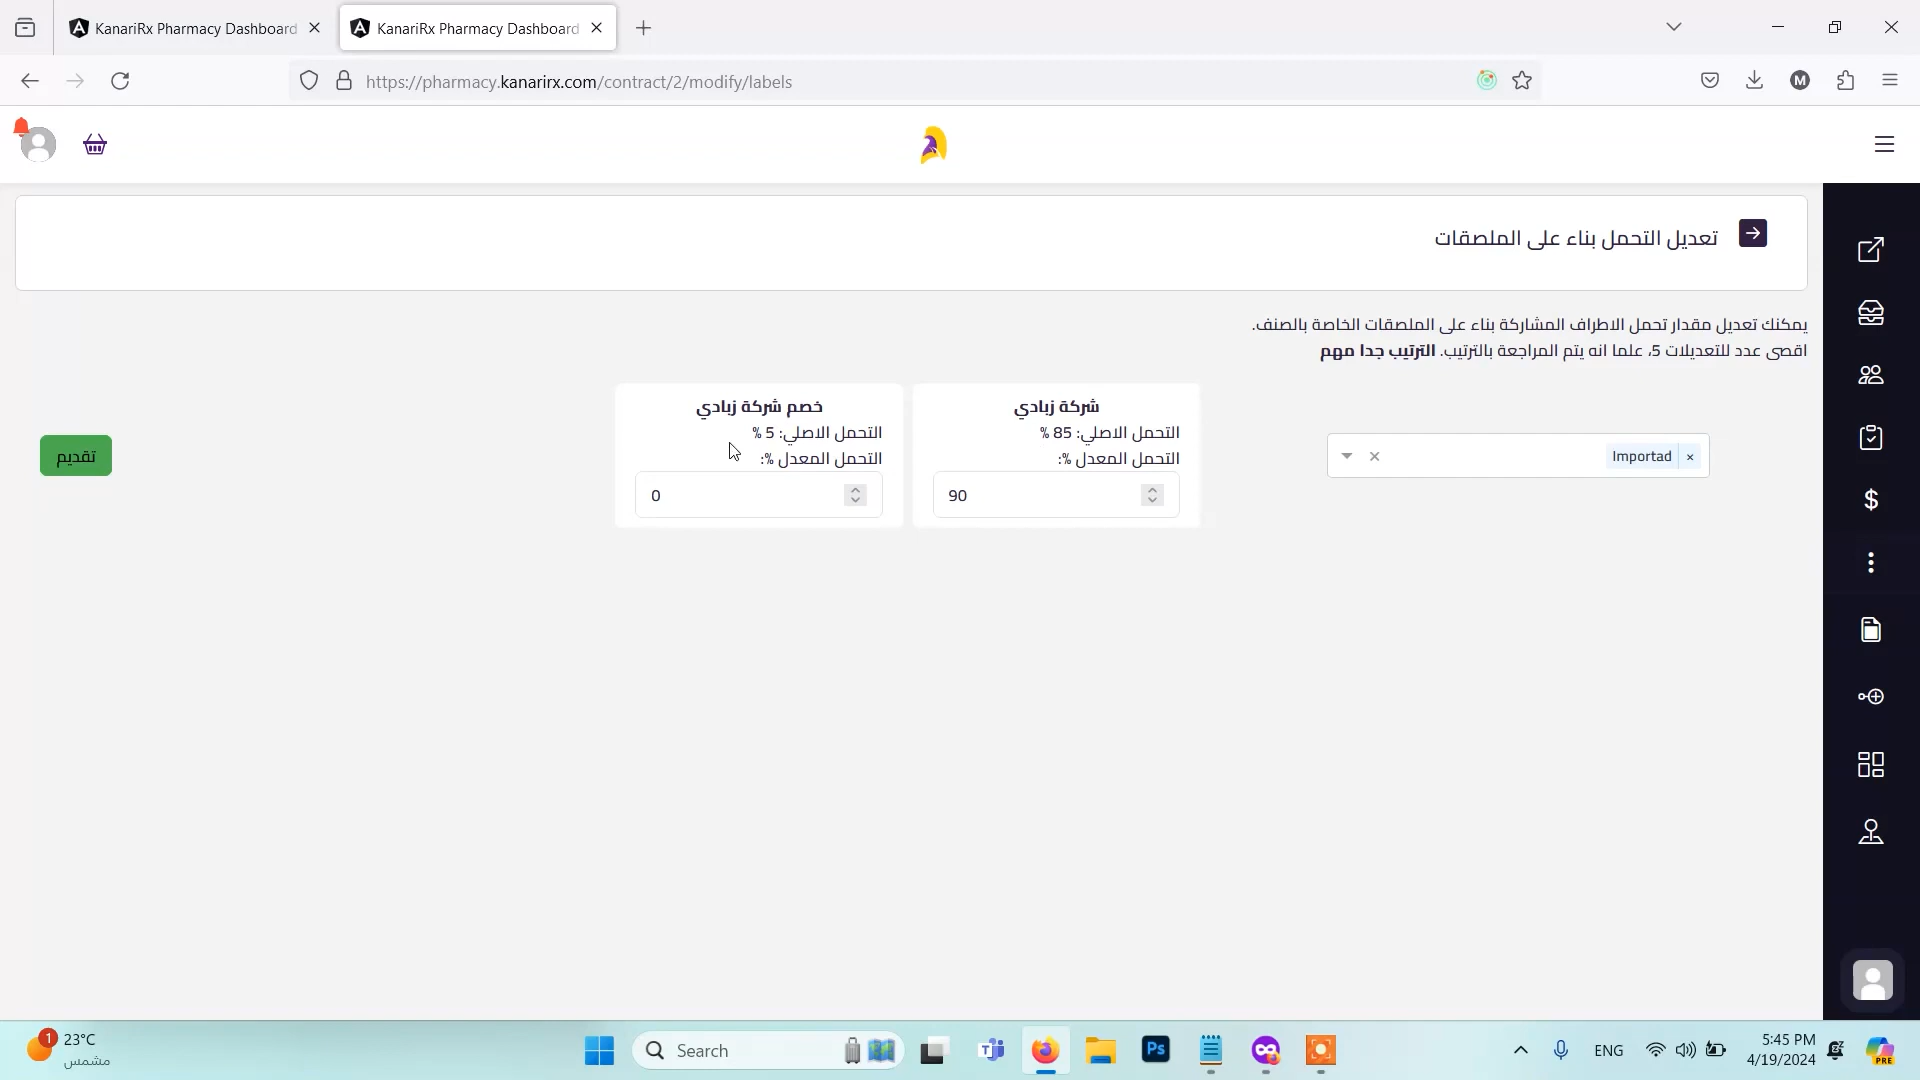 KanariRx Pharmacy Dashboard
KanariRx Pharmacy Dashboard
https://pharmacy.kanarirx.com/contract/2/modify/labels
تعديل التحمل بناء على الملصقات
يمكنك تعديل مقدار تحمل الاطراف المشاركة بناء على الملصقات الخاصة بالصنف.
اقصى عدد للتعديلات 5، علما انه يتم المراجعة بالترتيب. الترتيب جدا مهم
Importad
شركة زبادي
التحمل الاصلي: 85 %
التحمل المعدل %:
90
خصم شركة زبادي
التحمل الاصلي: 5 %
التحمل المعدل %:
0
تقديم
1
23°C
مشمس
Search
Ps
ENG
5:45 PM
4/19/2024
PRE